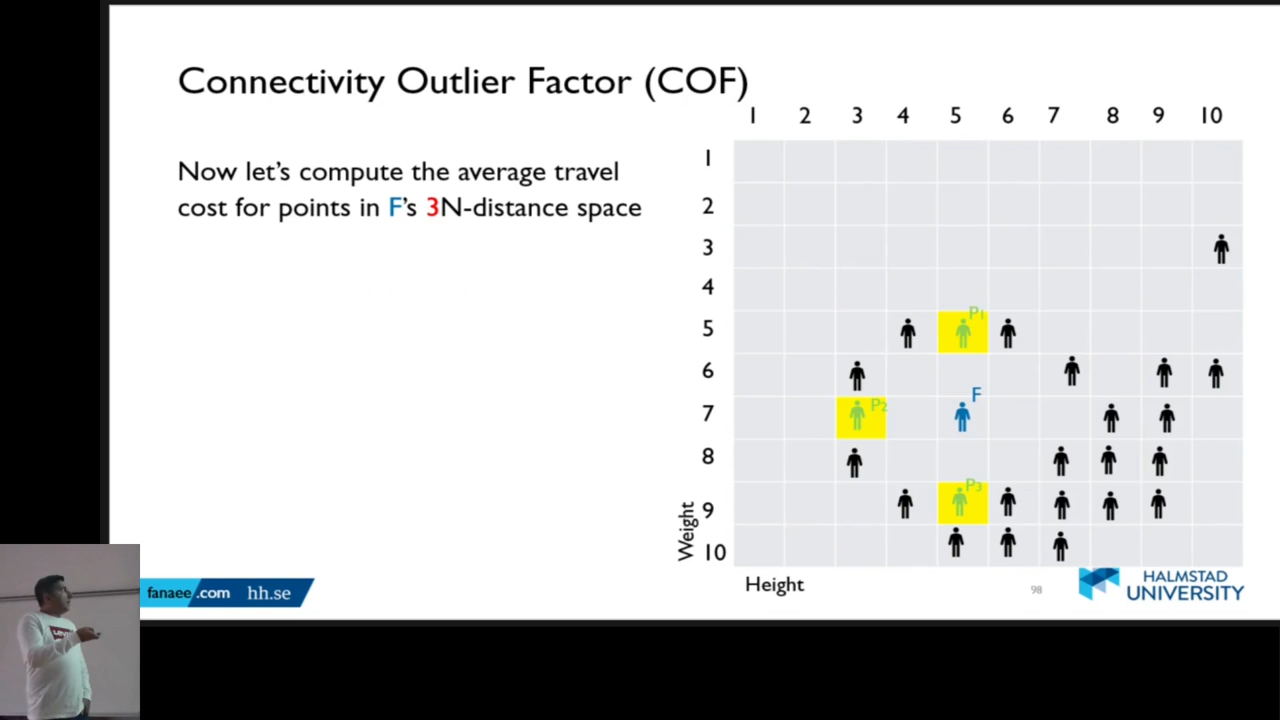 Connectivity Outlier Factor (COF)
Now let's compute the average travel
cost for points in F's 3N-distance space
1 2 3 4 5 6 7 8 9 10
1
2
3
4
5
6
7
8
9
10
P1
P2
F
P3
Weight
Height
fanaee.com hh.se
98
HALMSTAD
UNIVERSITY